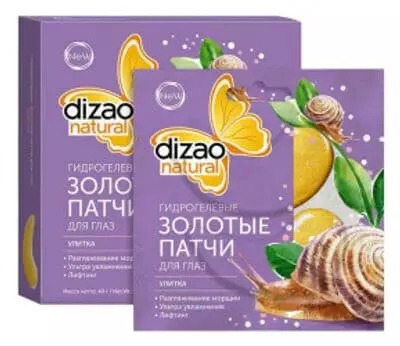 NeW
dizao
natural
ГИДРОГЕЛЕВЫЕ
ЗОЛОТЫЕ
ПАТЧИ
ДЛЯ ГЛАЗ
УЛИТКА
• Разглаживание морщин
• Ультра увлажнение
• Лифтинг
NeW
dizao
natural
ГИДРОГЕЛЕВЫЕ
ЗОЛОТЫЕ
ПАТЧИ
ДЛЯ ГЛАЗ
УЛИТКА
• Разглаживание морщин
• Ультра увлажнение
• Лифтинг